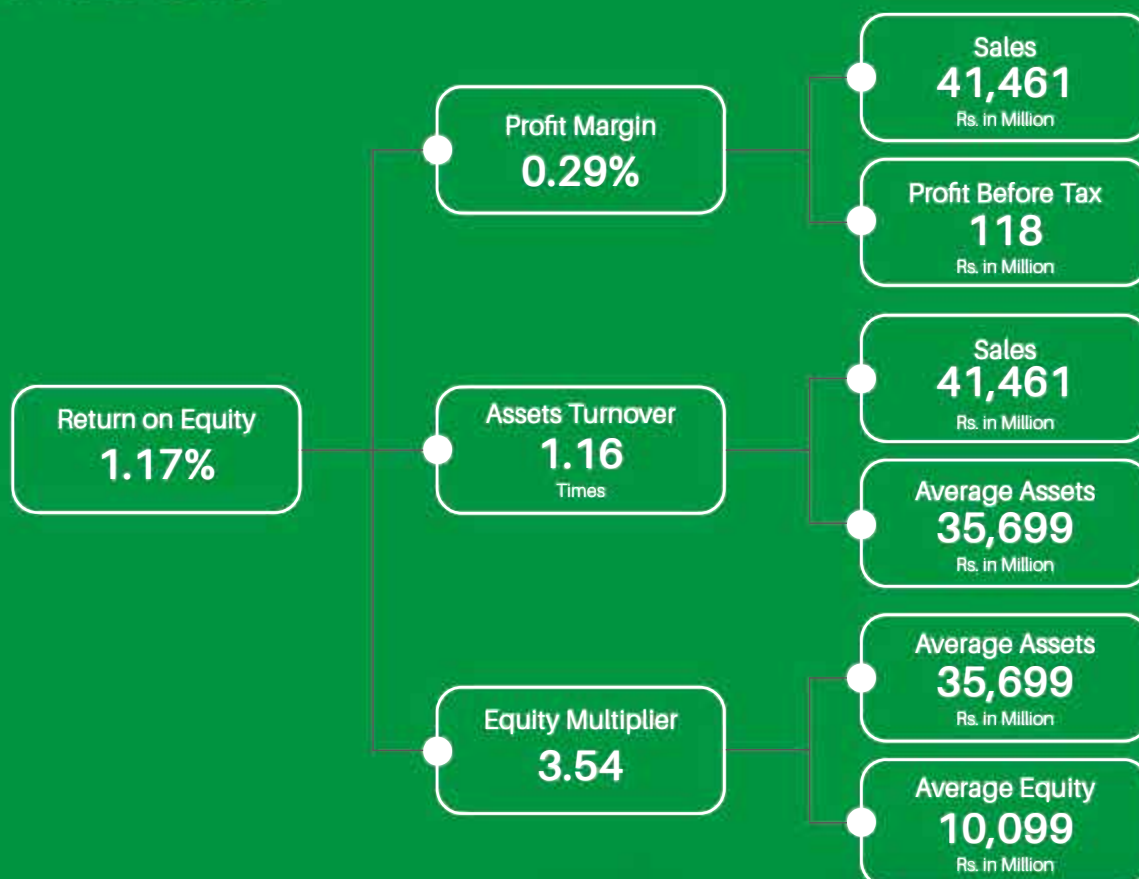 Return on Equity
1.17%
Profit Margin
0.29%
Sales
41,461
Rs. in Million
Profit Before Tax
118
Rs. in Million
Assets Turnover
1.16
Times
Sales
41,461
Rs. in Million
Average Assets
35,699
Rs. in Million
Equity Multiplier
3.54
Average Assets
35,699
Rs. in Million
Average Equity
10,099
Rs. in Million